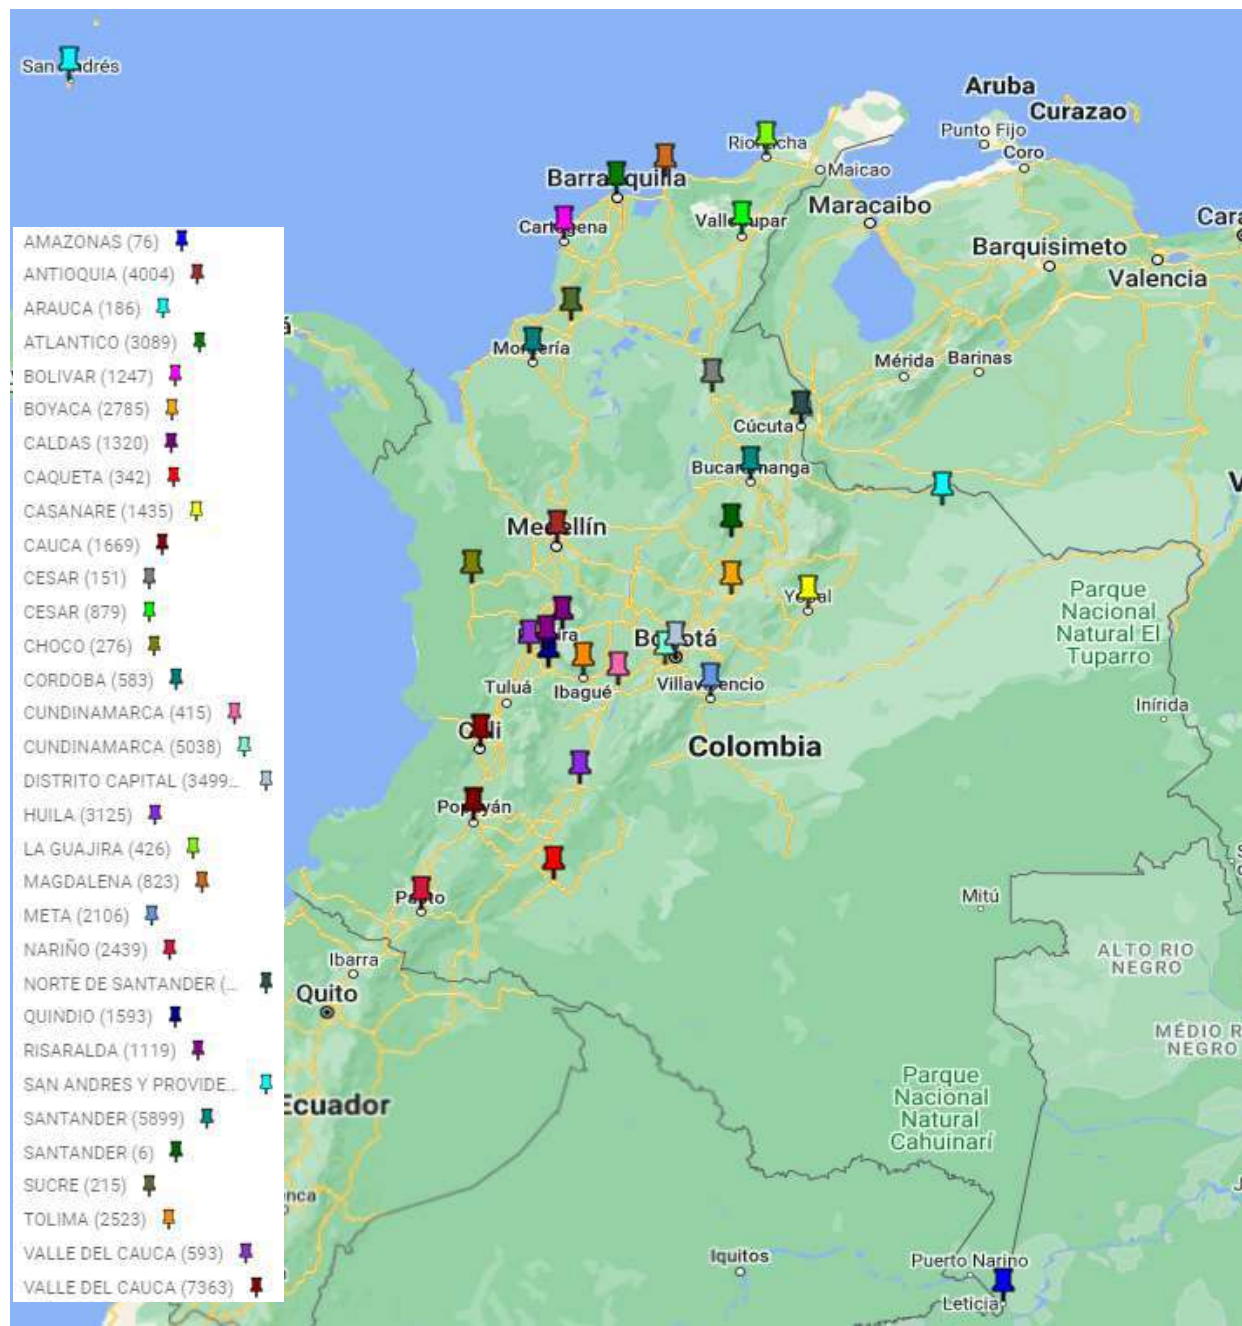 San Andrés
Aruba
Curazao
Punto Fijo
Coro
Riohacha
Maicao
Barranquilla
Maracaibo
Cartagena
Valledupar
Barquisimeto
Valencia
AMAZONAS (76)
ANTIOQUIA (4004)
ARAUCA (186)
ATLANTICO (3089)
BOLIVAR (1247)
BOYACA (2785)
CALDAS (1320)
CAQUETA (342)
CASANARE (1435)
CAUCA (1669)
CESAR (151)
CESAR (879)
CHOCO (276)
CORDOBA (583)
CUNDINAMARCA (415)
CUNDINAMARCA (5038)
DISTRITO CAPITAL (3499...
HUILA (3125)
LA GUAJIRA (426)
MAGDALENA (823)
META (2106)
NARIÑO (2439)
NORTE DE SANTANDER (...
QUINDIO (1593)
RISARALDA (1119)
SAN ANDRES Y PROVIDE...
SANTANDER (5899)
SANTANDER (6)
SUCRE (215)
TOLIMA (2523)
VALLE DEL CAUCA (593)
VALLE DEL CAUCA (7363)
Montería
Mérida
Barinas
Cúcuta
Bucaramanga
Medellín
Yopal
Parque
Nacional
Natural El
Tuparro
Pereira
Bogotá
Tuluá
Ibagué
Villavicencio
Inírida
Cali
Colombia
Popayán
Pasto
Mitú
Ibarra
ALTO RIO
NEGRO
Quito
MÉDIO R
NEGRO
Parque
Nacional
Natural
Cahuinarí
Ecuador
Iquitos
Puerto Narino
Leticia